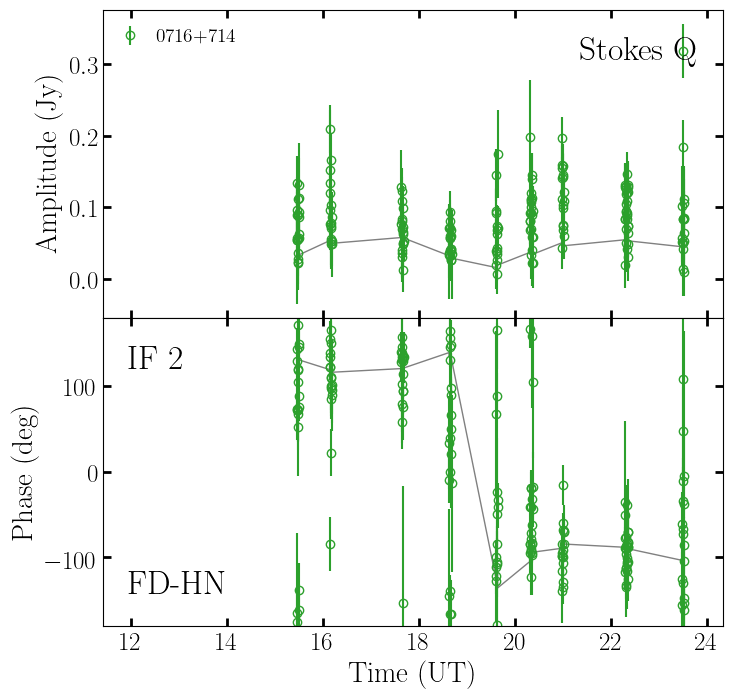 0716+714
Stokes Q
Amplitude (Jy)
0.3
0.2
0.1
0.0
IF 2
Phase (deg)
100
0
−100
FD-HN
12 14 16 18 20 22 24
Time (UT)